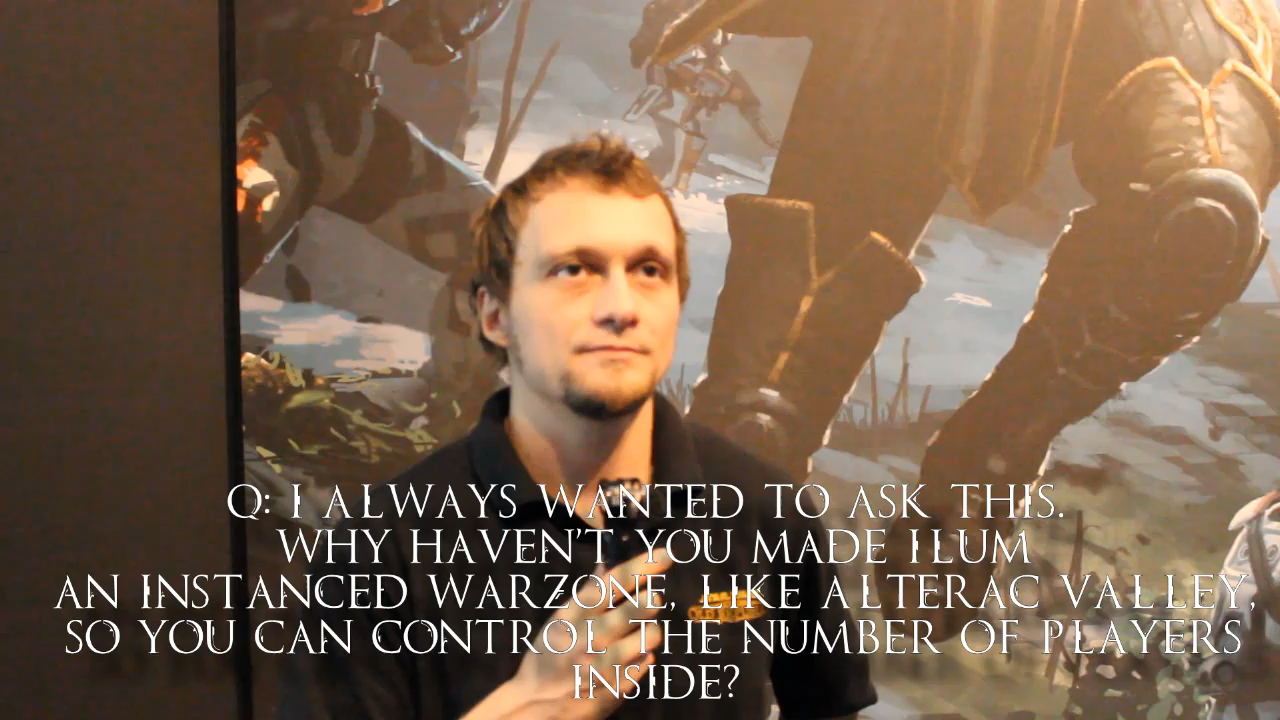 Q: I ALWAYS WANTED TO ASK THIS.
WHY HAVEN'T YOU MADE ILUM
AN INSTANCED WARZONE, LIKE ALTERAC VALLEY,
SO YOU CAN CONTROL THE NUMBER OF PLAYERS
INSIDE?